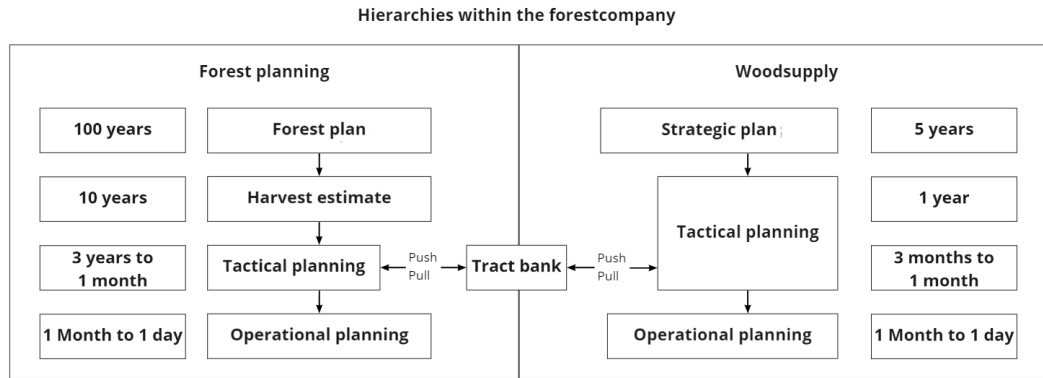 Hierarchies within the forestcompany
Forest planning
Woodsupply
100 years
Forest plan
Strategic plan
5 years
10 years
Harvest estimate
1 year
Tactical planning
3 years to
1 month
Tactical planning
Push
Pull
Tract bank
Push
Pull
3 months to
1 month
1 Month to 1 day
Operational planning
Operational planning
1 Month to 1 day